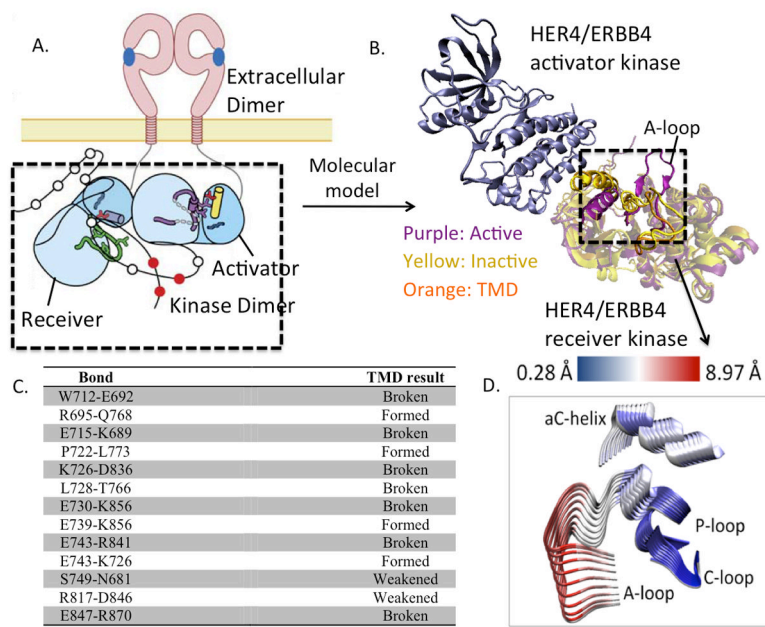 A.
Extracellular
Dimer
Molecular
model
Activator
Kinase Dimer
Receiver
B.
HER4/ERBB4
activator kinase
A-loop
Purple: Active
Yellow: Inactive
Orange: TMD
HER4/ERBB4
receiver kinase
C.
Bond TMD result
W712-E692 Broken
R695-Q768 Formed
E715-K689 Broken
P722-L773 Formed
K726-D836 Broken
L728-T766 Broken
E730-K856 Broken
E739-K856 Formed
E743-R841 Broken
E743-K726 Formed
S749-N681 Weakened
R817-D846 Weakened
E847-R870 Broken
0.28 Å 8.97 Å
D.
aC-helix
P-loop
C-loop
A-loop